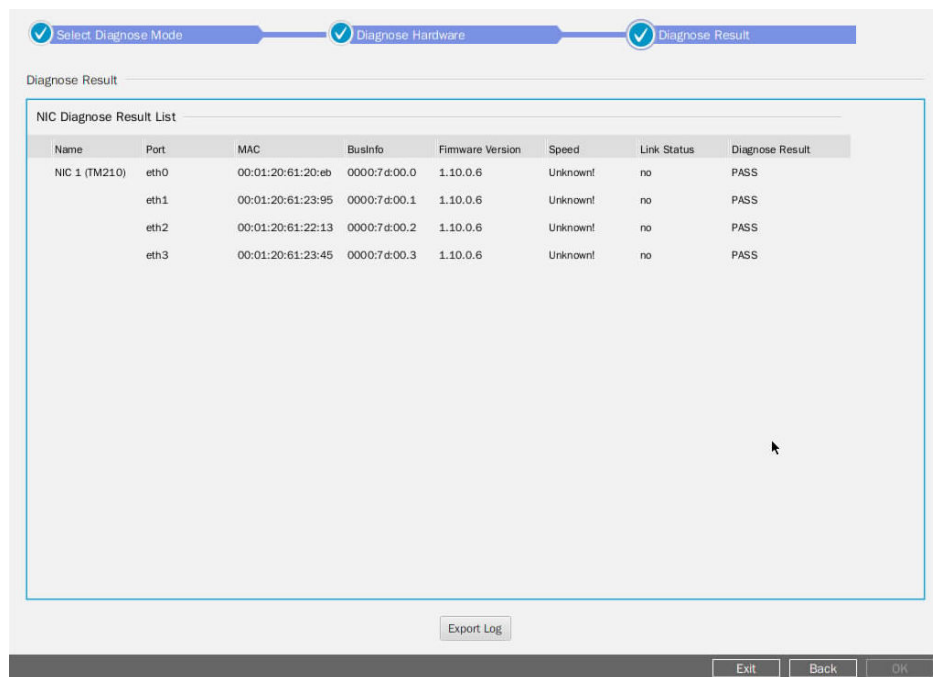 Select Diagnose Mode Diagnose Hardware Diagnose Result
Diagnose Result
NIC Diagnose Result List
Name Port MAC BusInfo Firmware Version Speed Link Status Diagnose Result
NIC 1 (TM210) eth0 00:01:20:61:20:eb 0000:7d:00.0 1.10.0.6 Unknown! no PASS
eth1 00:01:20:61:23:95 0000:7d:00.1 1.10.0.6 Unknown! no PASS
eth2 00:01:20:61:22:13 0000:7d:00.2 1.10.0.6 Unknown! no PASS
eth3 00:01:20:61:23:45 0000:7d:00.3 1.10.0.6 Unknown! no PASS
Export Log
Exit Back OK